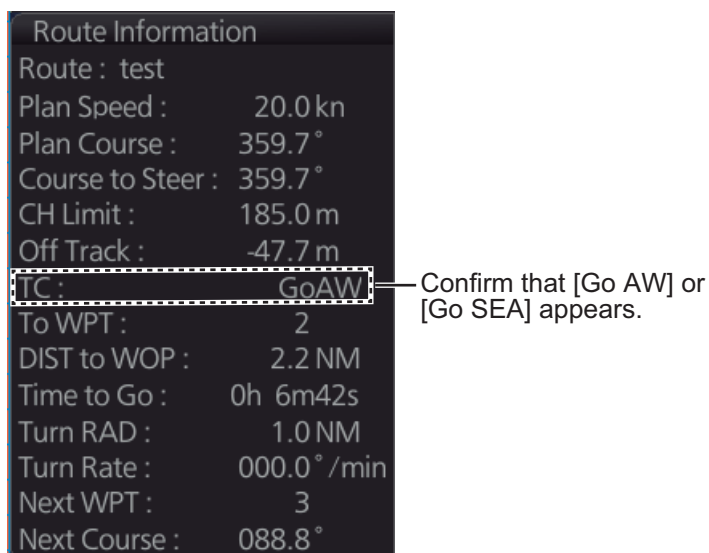 Route Information
Route : test
Plan Speed : 20.0 kn
Plan Course : 359.7°
Course to Steer : 359.7°
CH Limit : 185.0 m
Off Track : -47.7 m
TC : GoAW
To WPT : 2
DIST to WOP : 2.2 NM
Time to Go : 0h 6m42s
Turn RAD : 1.0 NM
Turn Rate : 000.0°/min
Next WPT : 3
Next Course : 088.8°
Confirm that [Go AW] or
[Go SEA] appears.